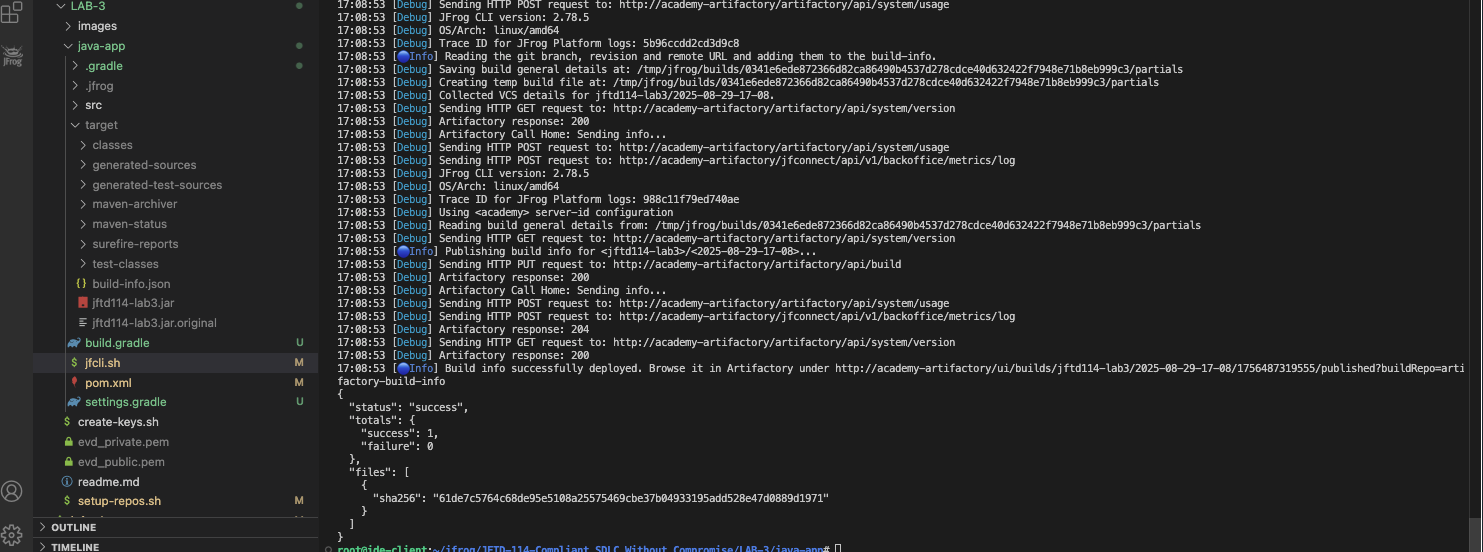 JFrog
LAB-3
images
java-app
.gradle
.jfrog
src
target
classes
generated-sources
generated-test-sources
maven-archiver
maven-status
surefire-reports
test-classes
{} build-info.json
jftd114-lab3.jar
jftd114-lab3.jar.original
build.gradle U
$ jfcli.sh M
pom.xml M
settings.gradle U
$ create-keys.sh
evd_private.pem
evd_public.pem
readme.md
$ setup-repos.sh M
OUTLINE
TIMELINE
17:08:53 [Debug] Sending HTTP POST request to: http://academy-artifactory/artifactory/api/system/usage
17:08:53 [Debug] JFrog CLI version: 2.78.5
17:08:53 [Debug] OS/Arch: linux/amd64
17:08:53 [Debug] Trace ID for JFrog Platform logs: 5b96ccdd2cd3d9c8
17:08:53 [🔵Info] Reading the git branch, revision and remote URL and adding them to the build-info.
17:08:53 [Debug] Saving build general details at: /tmp/jfrog/builds/0341e6ede872366d82ca86490b4537d278cdce40d632422f7948e71b8eb999c3/partials
17:08:53 [Debug] Creating temp build file at: /tmp/jfrog/builds/0341e6ede872366d82ca86490b4537d278cdce40d632422f7948e71b8eb999c3/partials
17:08:53 [Debug] Collected VCS details for jftd114-lab3/2025-08-29-17-08.
17:08:53 [Debug] Sending HTTP GET request to: http://academy-artifactory/artifactory/api/system/version
17:08:53 [Debug] Artifactory response: 200
17:08:53 [Debug] Artifactory Call Home: Sending info...
17:08:53 [Debug] Sending HTTP POST request to: http://academy-artifactory/artifactory/api/system/usage
17:08:53 [Debug] Sending HTTP POST request to: http://academy-artifactory/jfconnect/api/v1/backoffice/metrics/log
17:08:53 [Debug] JFrog CLI version: 2.78.5
17:08:53 [Debug] OS/Arch: linux/amd64
17:08:53 [Debug] Trace ID for JFrog Platform logs: 988c11f79ed740ae
17:08:53 [Debug] Using <academy> server-id configuration
17:08:53 [Debug] Reading build general details from: /tmp/jfrog/builds/0341e6ede872366d82ca86490b4537d278cdce40d632422f7948e71b8eb999c3/partials
17:08:53 [Debug] Sending HTTP GET request to: http://academy-artifactory/artifactory/api/system/version
17:08:53 [🔵Info] Publishing build info for <jftd114-lab3>/<2025-08-29-17-08>...
17:08:53 [Debug] Sending HTTP PUT request to: http://academy-artifactory/artifactory/api/build
17:08:53 [Debug] Artifactory response: 200
17:08:53 [Debug] Artifactory Call Home: Sending info...
17:08:53 [Debug] Sending HTTP POST request to: http://academy-artifactory/artifactory/api/system/usage
17:08:53 [Debug] Sending HTTP POST request to: http://academy-artifactory/jfconnect/api/v1/backoffice/metrics/log
17:08:53 [Debug] Artifactory response: 204
17:08:53 [Debug] Sending HTTP GET request to: http://academy-artifactory/artifactory/api/system/version
17:08:53 [Debug] Artifactory response: 200
17:08:53 [🔵Info] Build info successfully deployed. Browse it in Artifactory under http://academy-artifactory/ui/builds/jftd114-lab3/2025-08-29-17-08/1756487319555/published?buildRepo=arti
factory-build-info
{
"status": "success",
"totals": {
"success": 1,
"failure": 0
},
"files": [
{
"sha256": "61de7c5764c68de95e5108a25575469cbe37b04933195add528e47d0889d1971"
}
]
}
root@ide-client:~/jfrog/JFTD-114-Compliant_SDLC_Without_Compromise/LAB-3/java-app#